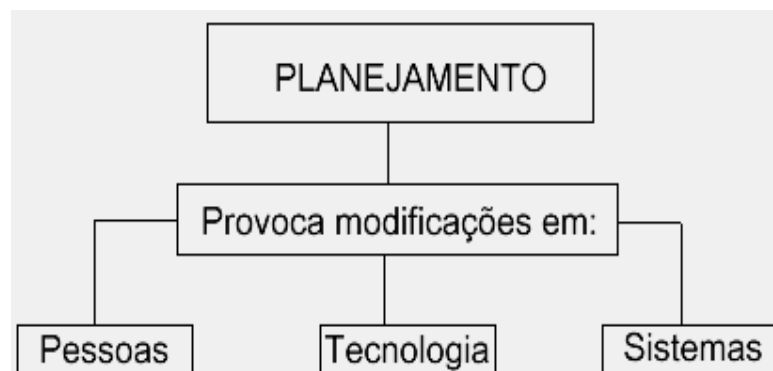 PLANEJAMENTO
Provoca modificações em:
Pessoas
Tecnologia
Sistemas